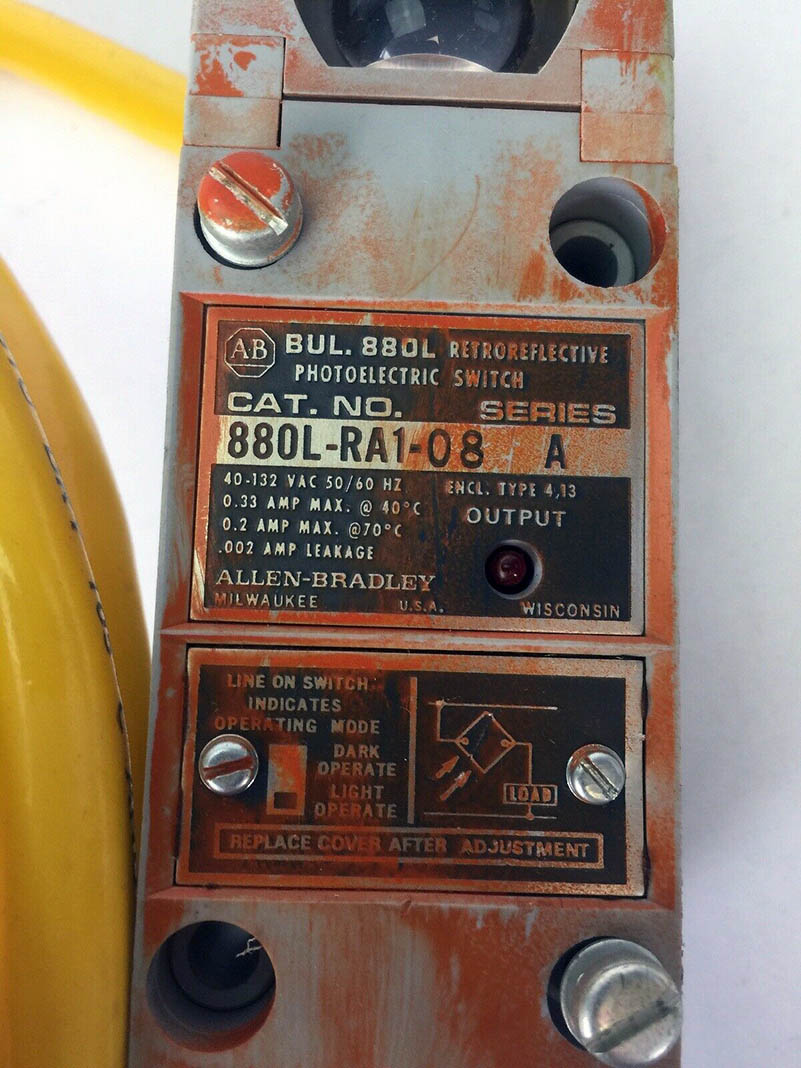 A-B BUL. 880L RETROREFLECTIVE
PHOTOELECTRIC SWITCH
CAT. NO. SERIES
880L-RA1-08 A
40-132 VAC 50/60 HZ ENCL. TYPE 4,13
0.33 AMP MAX. @ 40°C
OUTPUT
0.2 AMP MAX. @70°C
.002 AMP LEAKAGE
ALLEN-BRADLEY
MILWAUKEE U.S.A. WISCONSIN
LINE ON SWITCH
INDICATES
OPERATING MODE
DARK
OPERATE
LIGHT
OPERATE
LOAD
REPLACE COVER AFTER ADJUSTMENT